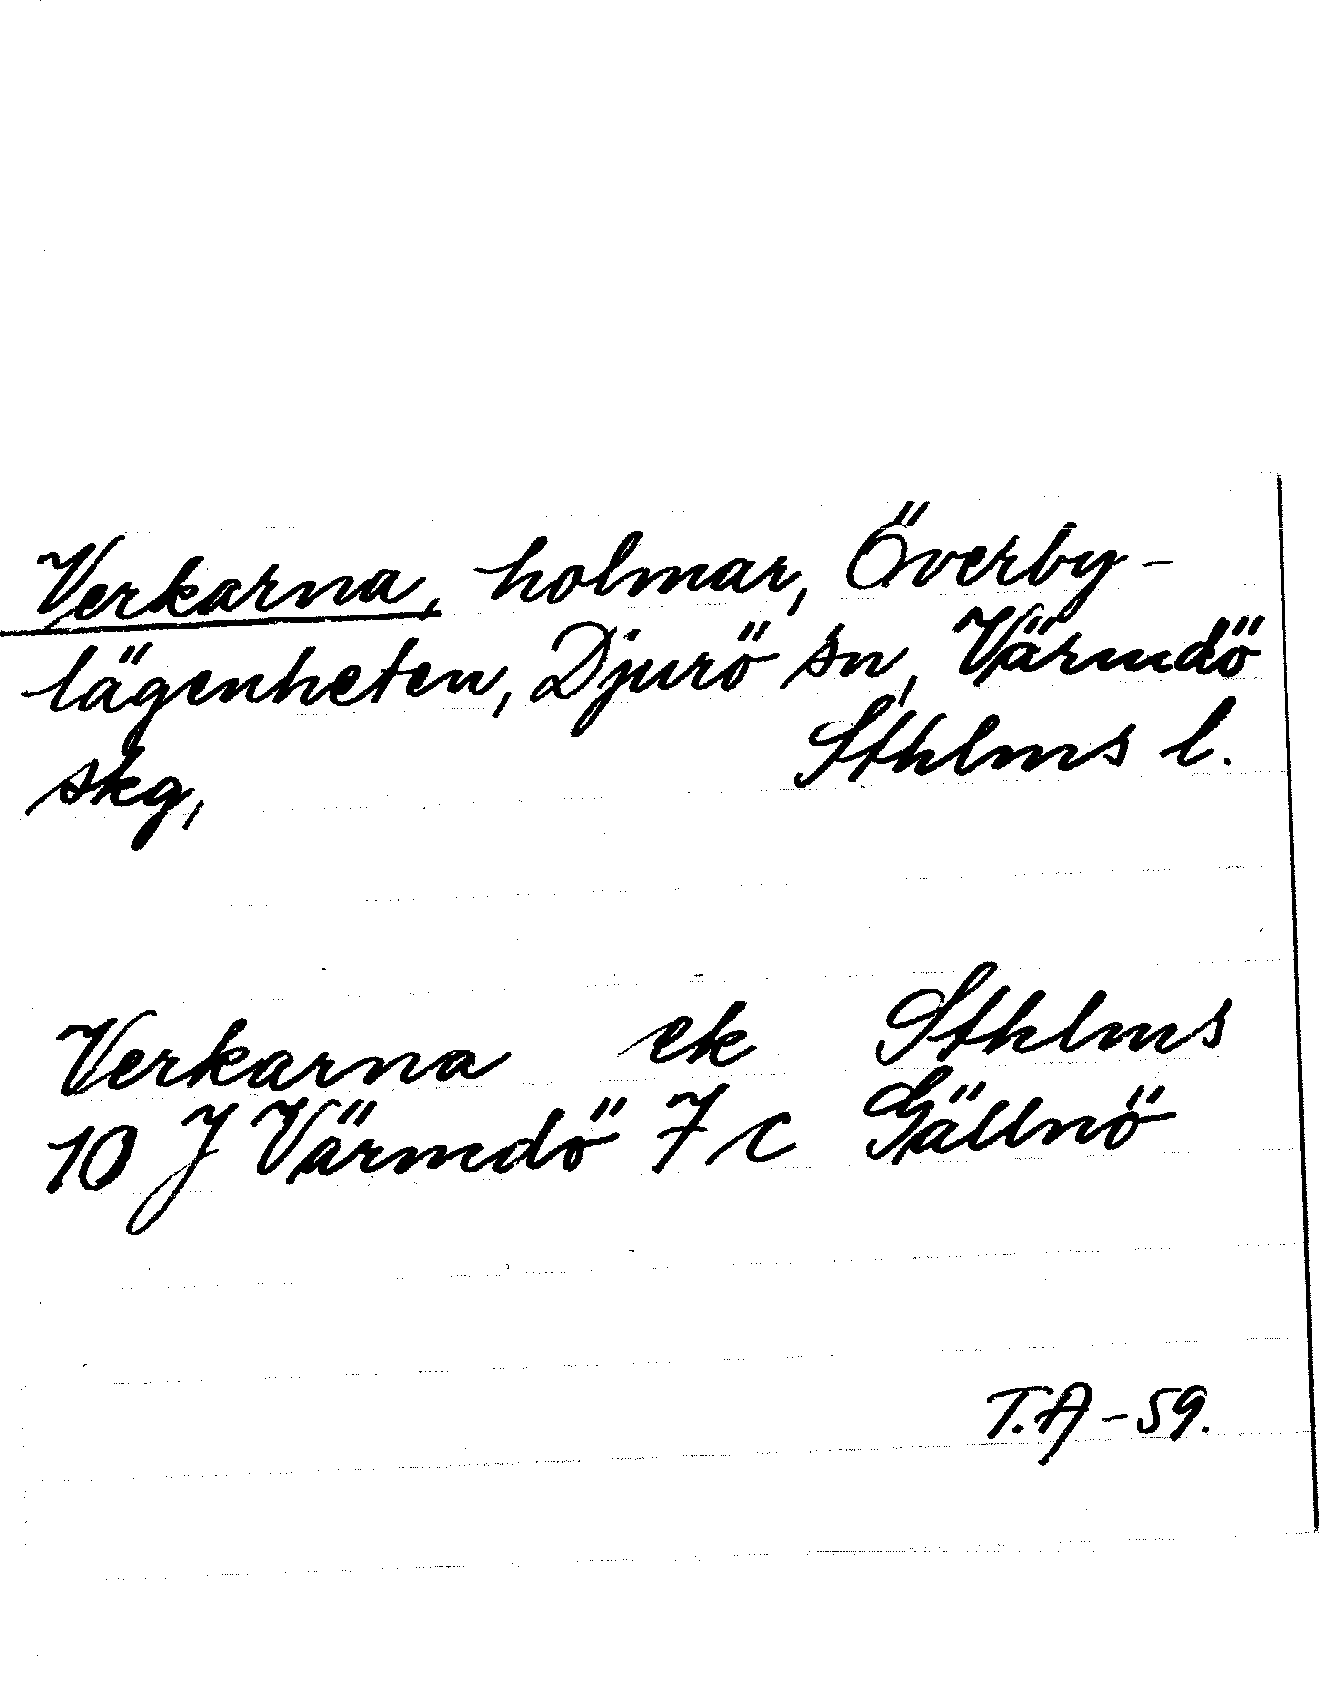 Verkarna, holmar, Överby-
lägenheten, Djurö sn, Värmdö
skg, Sthlms l.
Verkarna ek Sthlms
10 J Värmdö 7 c Gällnö
T.A -59.